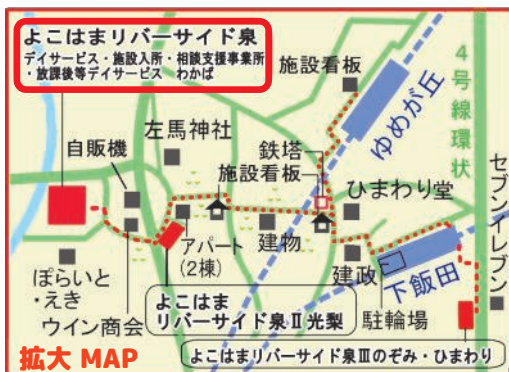 よこはまリバーサイド泉
デイサービス・施設入所・相談支援事業所
・放課後等デイサービス わかば
施設看板
ゆめが丘
4号線環状
左馬神社
自販機
鉄塔
施設看板
ひまわり堂
セブンイレブン
アパート
(2棟)
建物
建政
下飯田
ぽらいと
・えき
ウイン商会
よこはま
リバーサイド泉Ⅱ光梨
駐輪場
よこはまリバーサイド泉Ⅲのぞみ・ひまわり
拡大 MAP